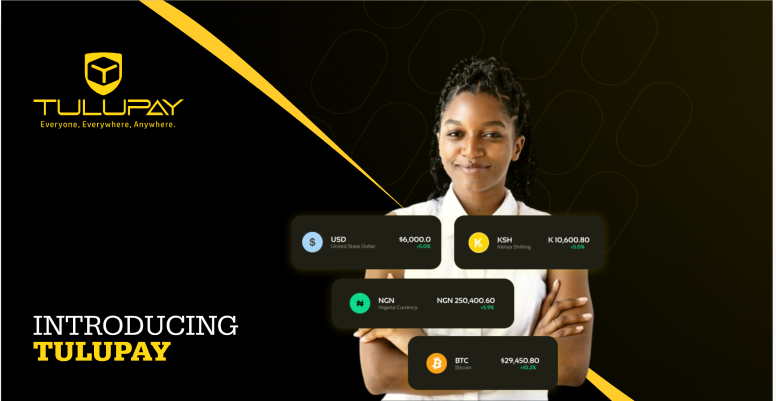 TULUPAY
Everyone, Everywhere, Anywhere.
$
USD
United State Dollar
$6,000.0
+5.0%
K
KSH
Kenya Shilling
K 10,600.80
+5.0%
₦
NGN
Nigeria Currency
NGN 250,400.60
+5.9%
₿
BTC
Bitcoin
$29,450.80
+10.2%
INTRODUCING
TULUPAY